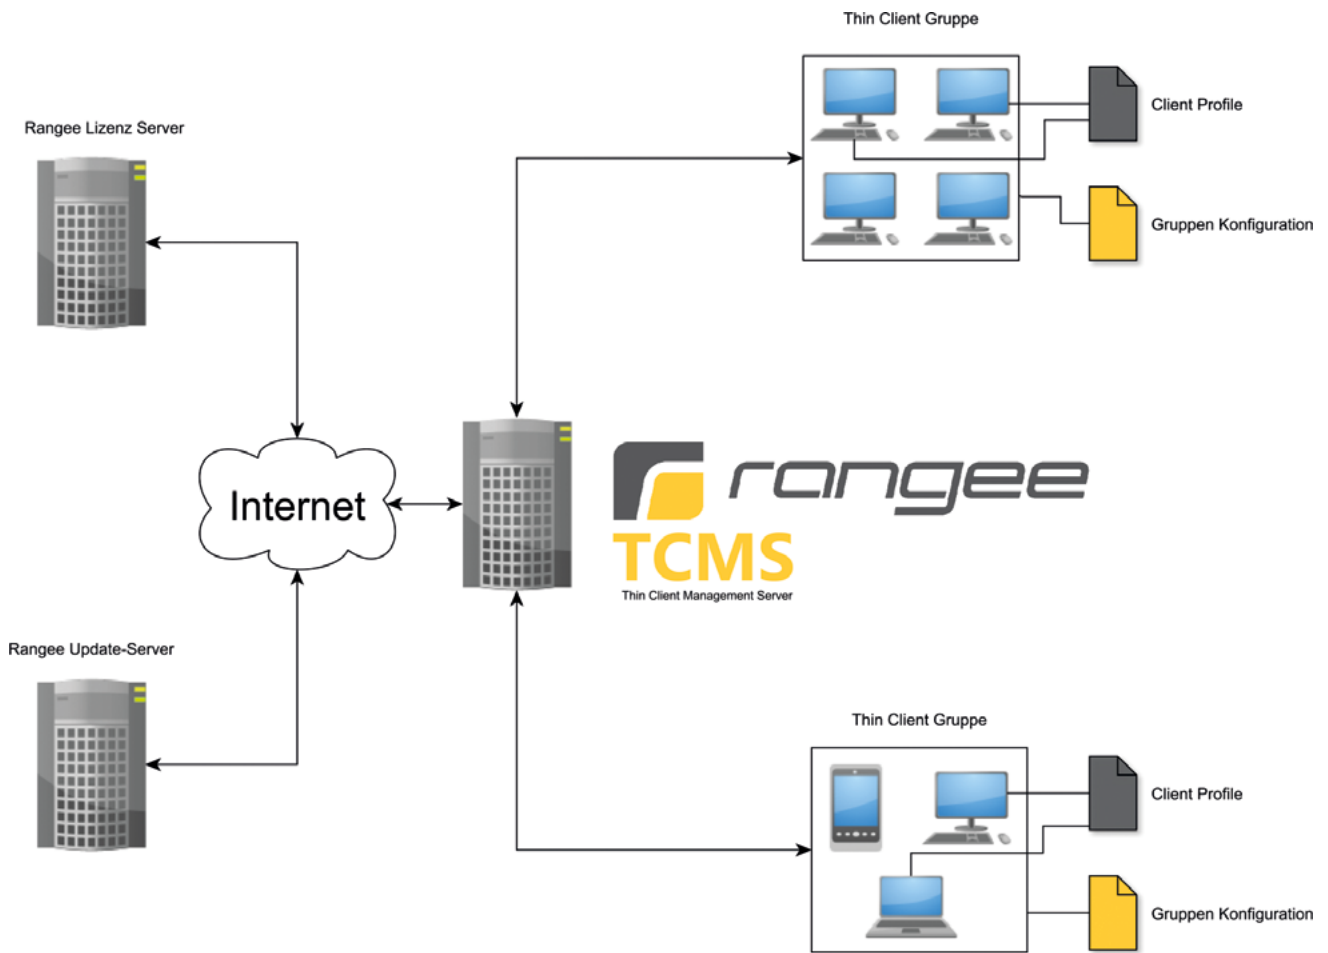 Thin Client Gruppe
Client Profile
Rangee Lizenz Server
Gruppen Konfiguration
rangee
Internet
TCMS
Thin Client Management Server
Rangee Update-Server
Thin Client Gruppe
Client Profile
Gruppen Konfiguration